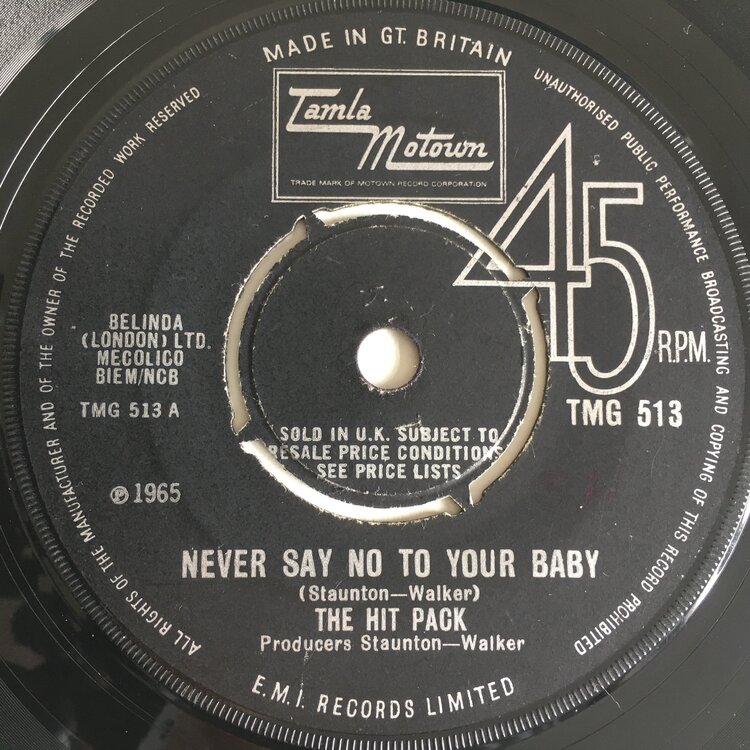 MADE IN GT. BRITAIN
UNAUTHORISED PUBLIC PERFORMANCE BROADCASTING AND COPYING OF THIS RECORD PROHIBITED
ALL RIGHTS OF THE MANUFACTURER AND OF THE OWNER OF THE RECORDED WORK RESERVED
Tamla
Motown
TRADE MARK OF MOTOWN RECORD CORPORATION
45
R.P.M.
BELINDA
(LONDON) LTD.
MECOLICO
BIEM/NCB
TMG 513 A
TMG 513
SOLD IN U.K. SUBJECT TO
RESALE PRICE CONDITIONS
SEE PRICE LISTS
℗ 1965
NEVER SAY NO TO YOUR BABY
(Staunton—Walker)
THE HIT PACK
Producers Staunton—Walker
E.M.I. RECORDS LIMITED